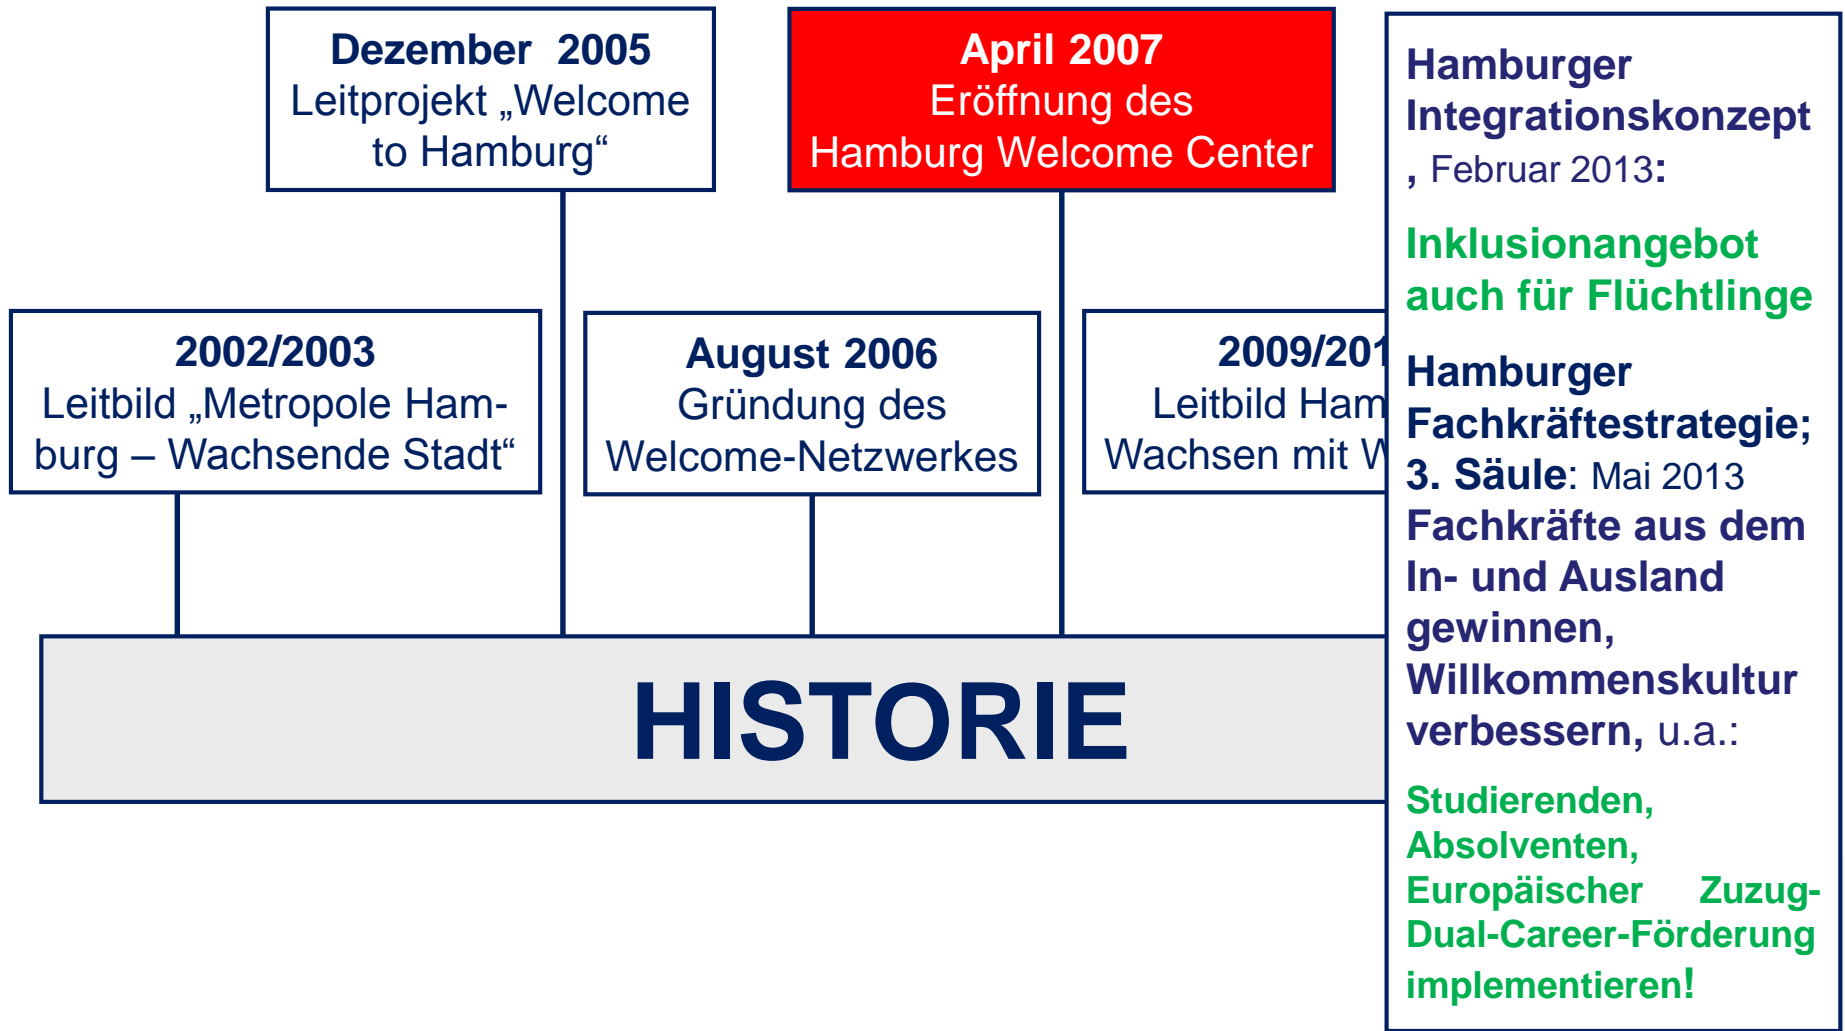 Dezember 2005
Leitprojekt „Welcome
to Hamburg“
April 2007
Eröffnung des
Hamburg Welcome Center
2002/2003
Leitbild „Metropole Ham-
burg – Wachsende Stadt“
August 2006
Gründung des
Welcome-Netzwerkes
2009/201
Leitbild Ham
Wachsen mit W
HISTORIE
Hamburger
Integrationskonzept
, Februar 2013:
Inklusionangebot
auch für Flüchtlinge
Hamburger
Fachkräftestrategie;
3. Säule: Mai 2013
Fachkräfte aus dem
In- und Ausland
gewinnen,
Willkommenskultur
verbessern, u.a.:
Studierenden,
Absolventen,
Europäischer Zuzug-
Dual-Career-Förderung
implementieren!